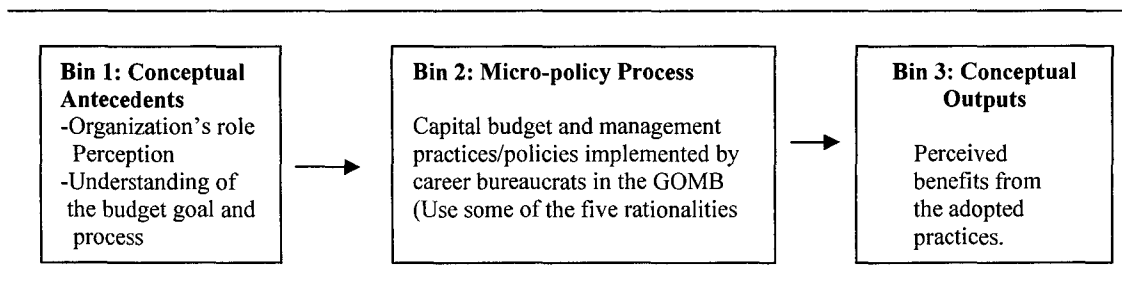 Bin 1: Conceptual
Antecedents
-Organization's role
Perception
-Understanding of
the budget goal and
process
Bin 2: Micro-policy Process
Capital budget and management
practices/policies implemented by
career bureaucrats in the GOMB
(Use some of the five rationalities
Bin 3: Conceptual
Outputs
Perceived
benefits from
the adopted
practices.